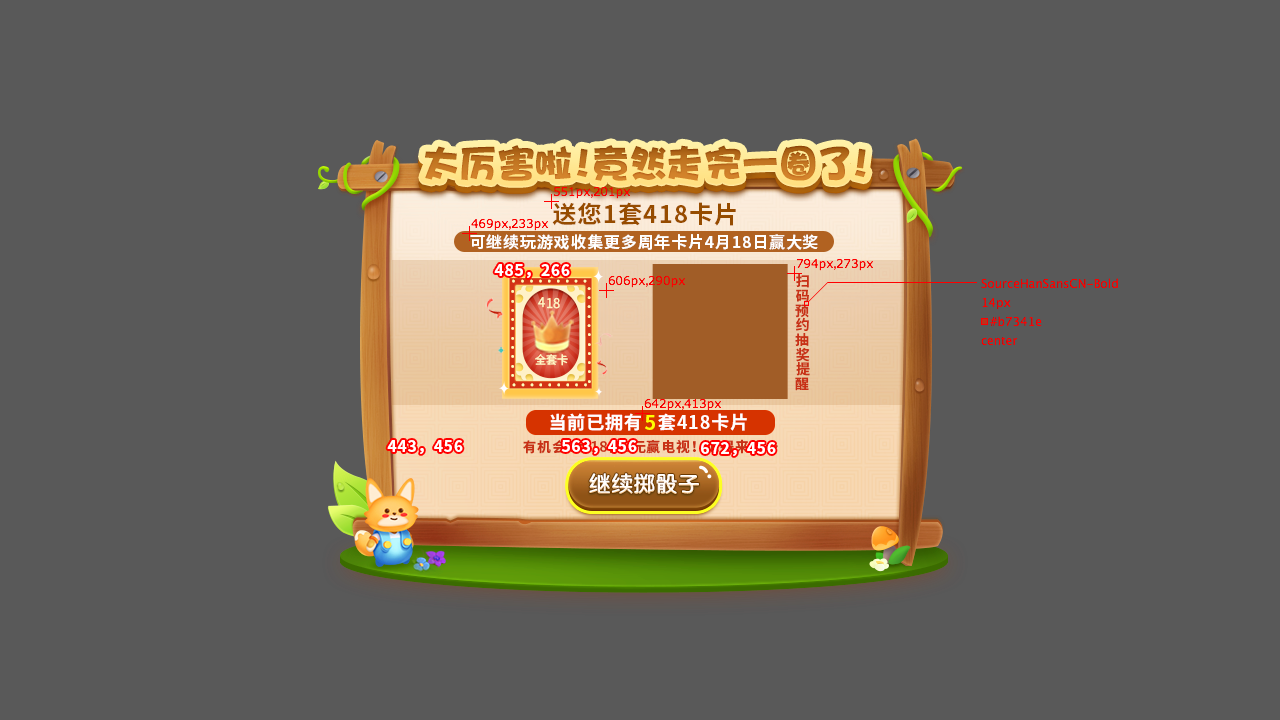 太厉害啦!竟然走完一圈了!
551px,201px
送您1套418卡片
469px,233px
可继续玩游戏收集更多周年卡片4月18日赢大奖
485，266
606px,290px
794px,273px
418
全套卡
扫码预约抽奖提醒
SourceHanSansCN-Bold
14px
#b7341e
center
642px,413px
当前已拥有5套418卡片
443，456
有机会
563，456
元赢电视!
672，456
继续掷骰子